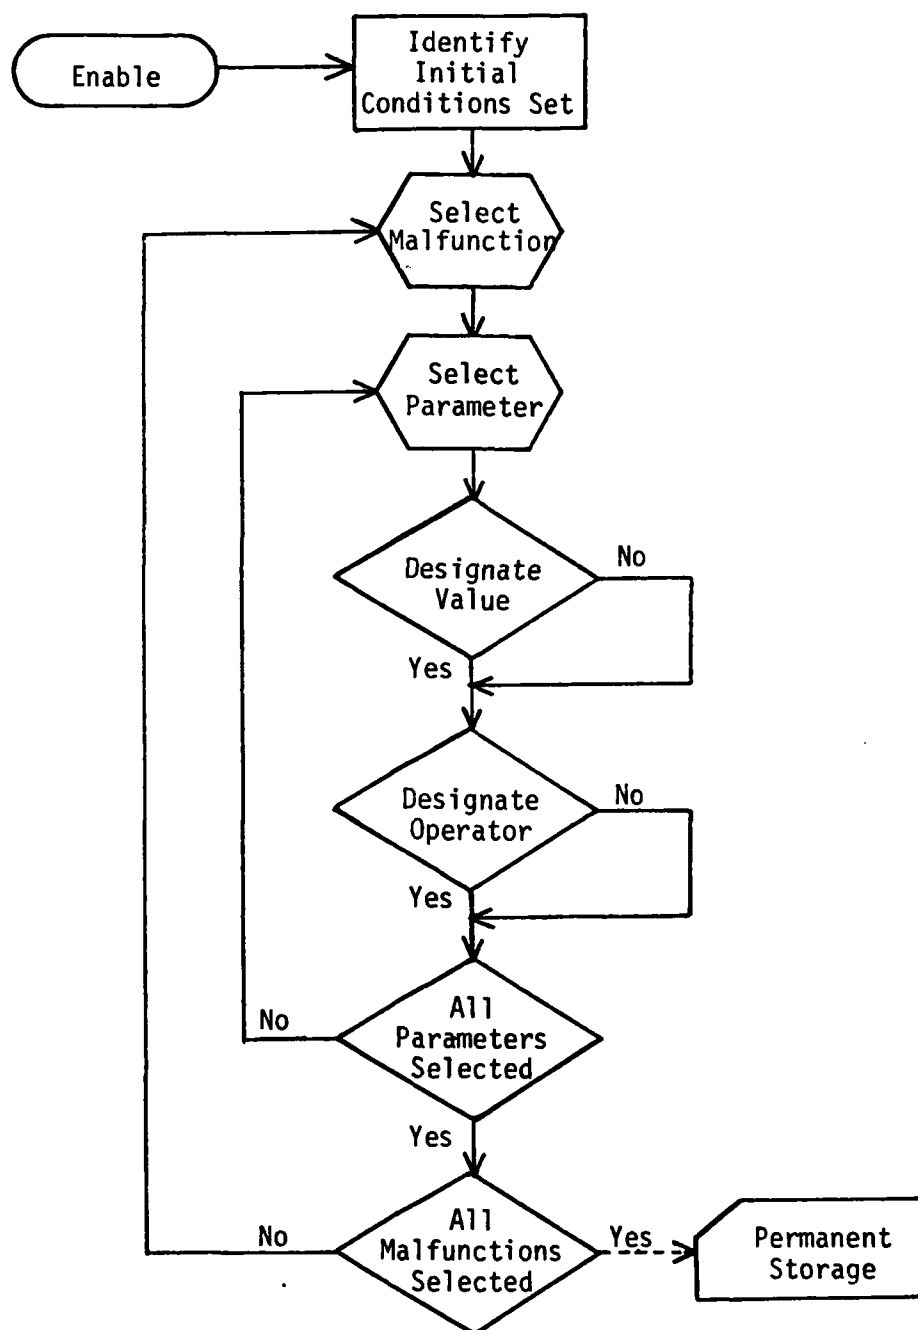 Enable
Identify
Initial
Conditions Set
Select
Malfunction
Select
Parameter
Designate
Value
No
Yes
Designate
Operator
No
Yes
All
Parameters
Selected
No
Yes
All
Malfunctions
Selected
No
Yes
Permanent
Storage